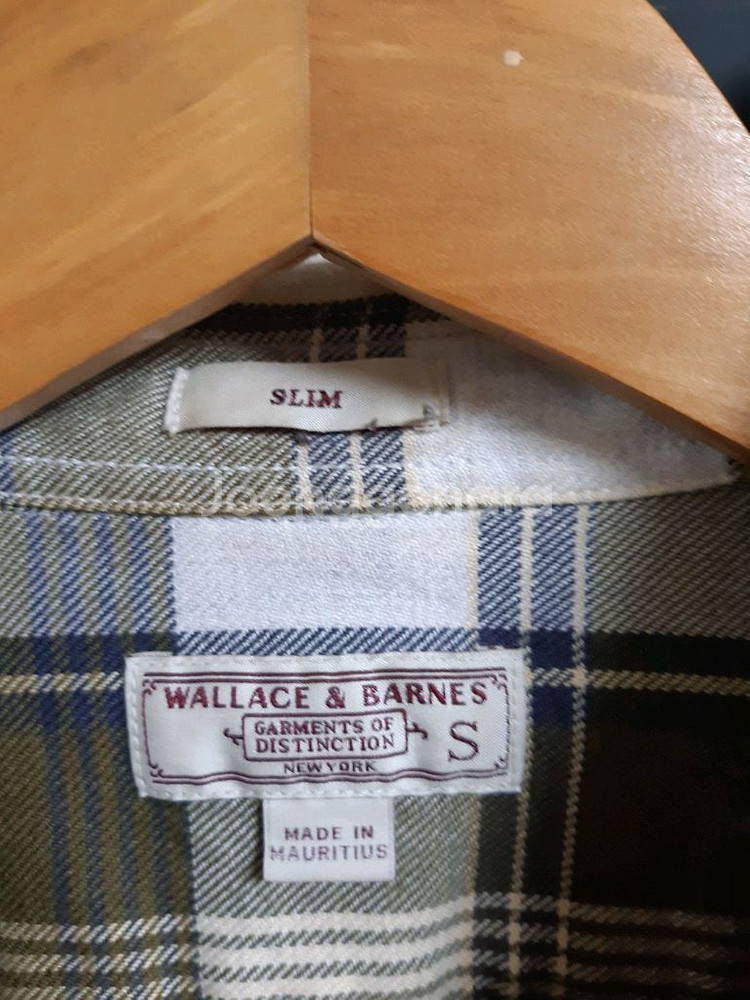 SLIM
WALLACE & BARNES
GARMENTS OF
DISTINCTION
S
NEW YORK
MADE IN
MAURITIUS